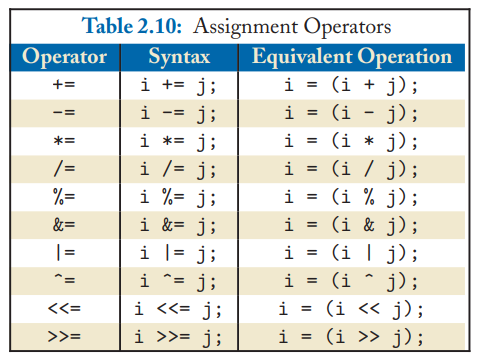 Table 2.10: Assignment Operators
Operator Syntax Equivalent Operation
+= i += j; i = (i + j);
-= i -= j; i = (i - j);
*= i *= j; i = (i * j);
/= i /= j; i = (i / j);
%= i %= j; i = (i % j);
&= i &= j; i = (i & j);
|= i |= j; i = (i | j);
^= i ^= j; i = (i ^ j);
<<= i <<= j; i = (i << j);
>>= i >>= j; i = (i >> j);